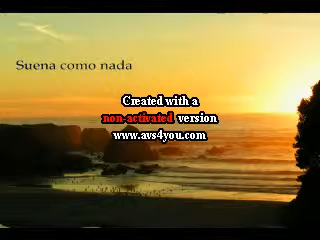 Suena como nada
Created with a
non-activated version
www.avs4you.com